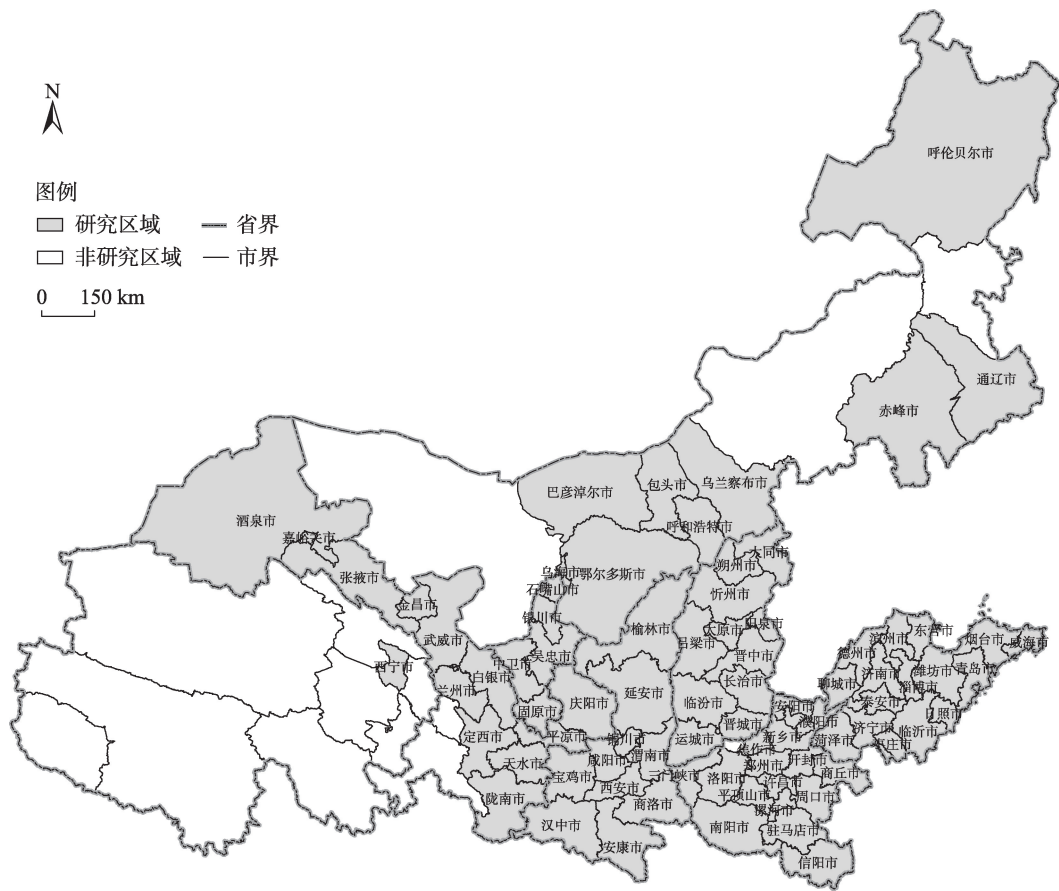 N
图例
研究区域
省界
非研究区域
市界
0 150 km
呼伦贝尔市
通辽市
赤峰市
乌兰察布市
包头市
巴彦淖尔市
呼和浩特市
酒泉市
嘉峪关市
张掖市
金昌市
武威市
大同市
朔州市
忻州市
乌海市
鄂尔多斯市
石嘴山市
银川市
榆林市
太原市
阳泉市
吕梁市
晋中市
西宁市
中卫市
吴忠市
白银市
兰州市
固原市
庆阳市
延安市
临汾市
长治市
晋城市
定西市
平凉市
铜川市
运城市
天水市
宝鸡市
咸阳市
渭南市
西安市
三门峡市
陇南市
汉中市
商洛市
安康市
安阳市
濮阳市
新乡市
焦作市
郑州市
开封市
洛阳市
许昌市
商丘市
平顶山市
周口市
漯河市
南阳市
驻马店市
信阳市
德州市
滨州市
东营市
烟台市
威海市
聊城市
济南市
淄博市
潍坊市
青岛市
泰安市
日照市
菏泽市
济宁市
临沂市
枣庄市